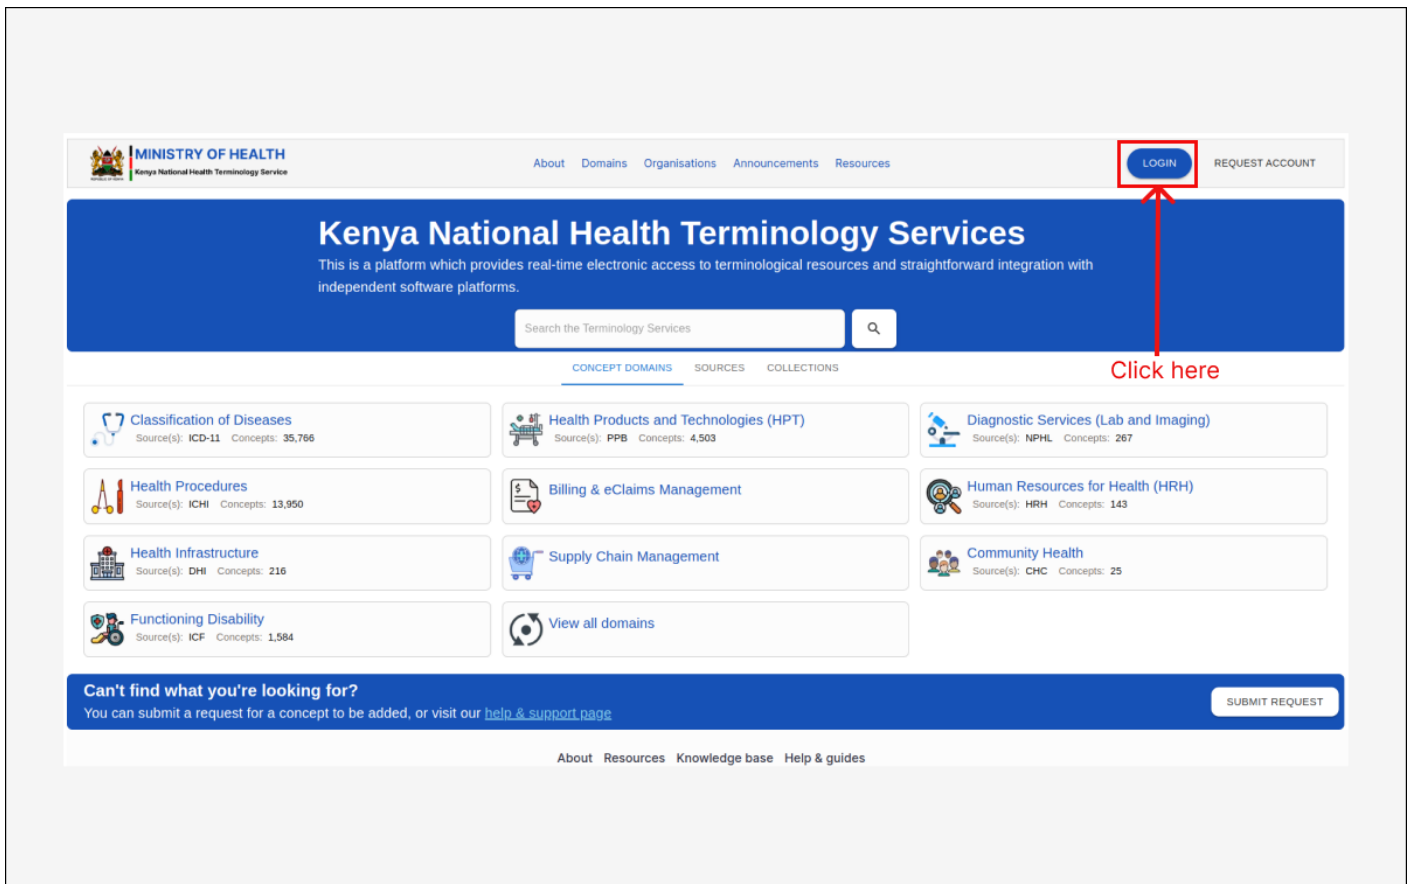 MINISTRY OF HEALTH
Kenya National Health Terminology Service
REPUBLIC OF KENYA
About Domains Organisations Announcements Resources
LOGIN
REQUEST ACCOUNT
Kenya National Health Terminology Services
This is a platform which provides real-time electronic access to terminological resources and straightforward integration with
independent software platforms.
Search the Terminology Services
Click here
CONCEPT DOMAINS SOURCES COLLECTIONS
Classification of Diseases
Source(s): ICD-11 Concepts: 35,766
Health Products and Technologies (HPT)
Source(s): PPB Concepts: 4,503
Diagnostic Services (Lab and Imaging)
Source(s): NPHL Concepts: 267
Health Procedures
Source(s): ICHI Concepts: 13,950
Billing & eClaims Management
Human Resources for Health (HRH)
Source(s): HRH Concepts: 143
Health Infrastructure
Source(s): DHI Concepts: 216
Supply Chain Management
Community Health
Source(s): CHC Concepts: 25
Functioning Disability
Source(s): ICF Concepts: 1,584
View all domains
Can't find what you're looking for?
You can submit a request for a concept to be added, or visit our help & support page
SUBMIT REQUEST
About Resources Knowledge base Help & guides